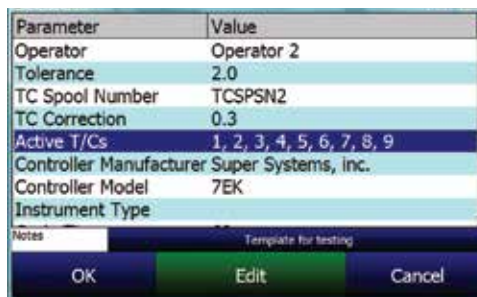 Parameter Value
Operator Operator 2
Tolerance 2.0
TC Spool Number TCSPSN2
TC Correction 0.3
Active T/Cs 1, 2, 3, 4, 5, 6, 7, 8, 9
Controller Manufacturer Super Systems, inc.
Controller Model 7EK
Instrument Type
Notes Template for testing
OK Edit Cancel